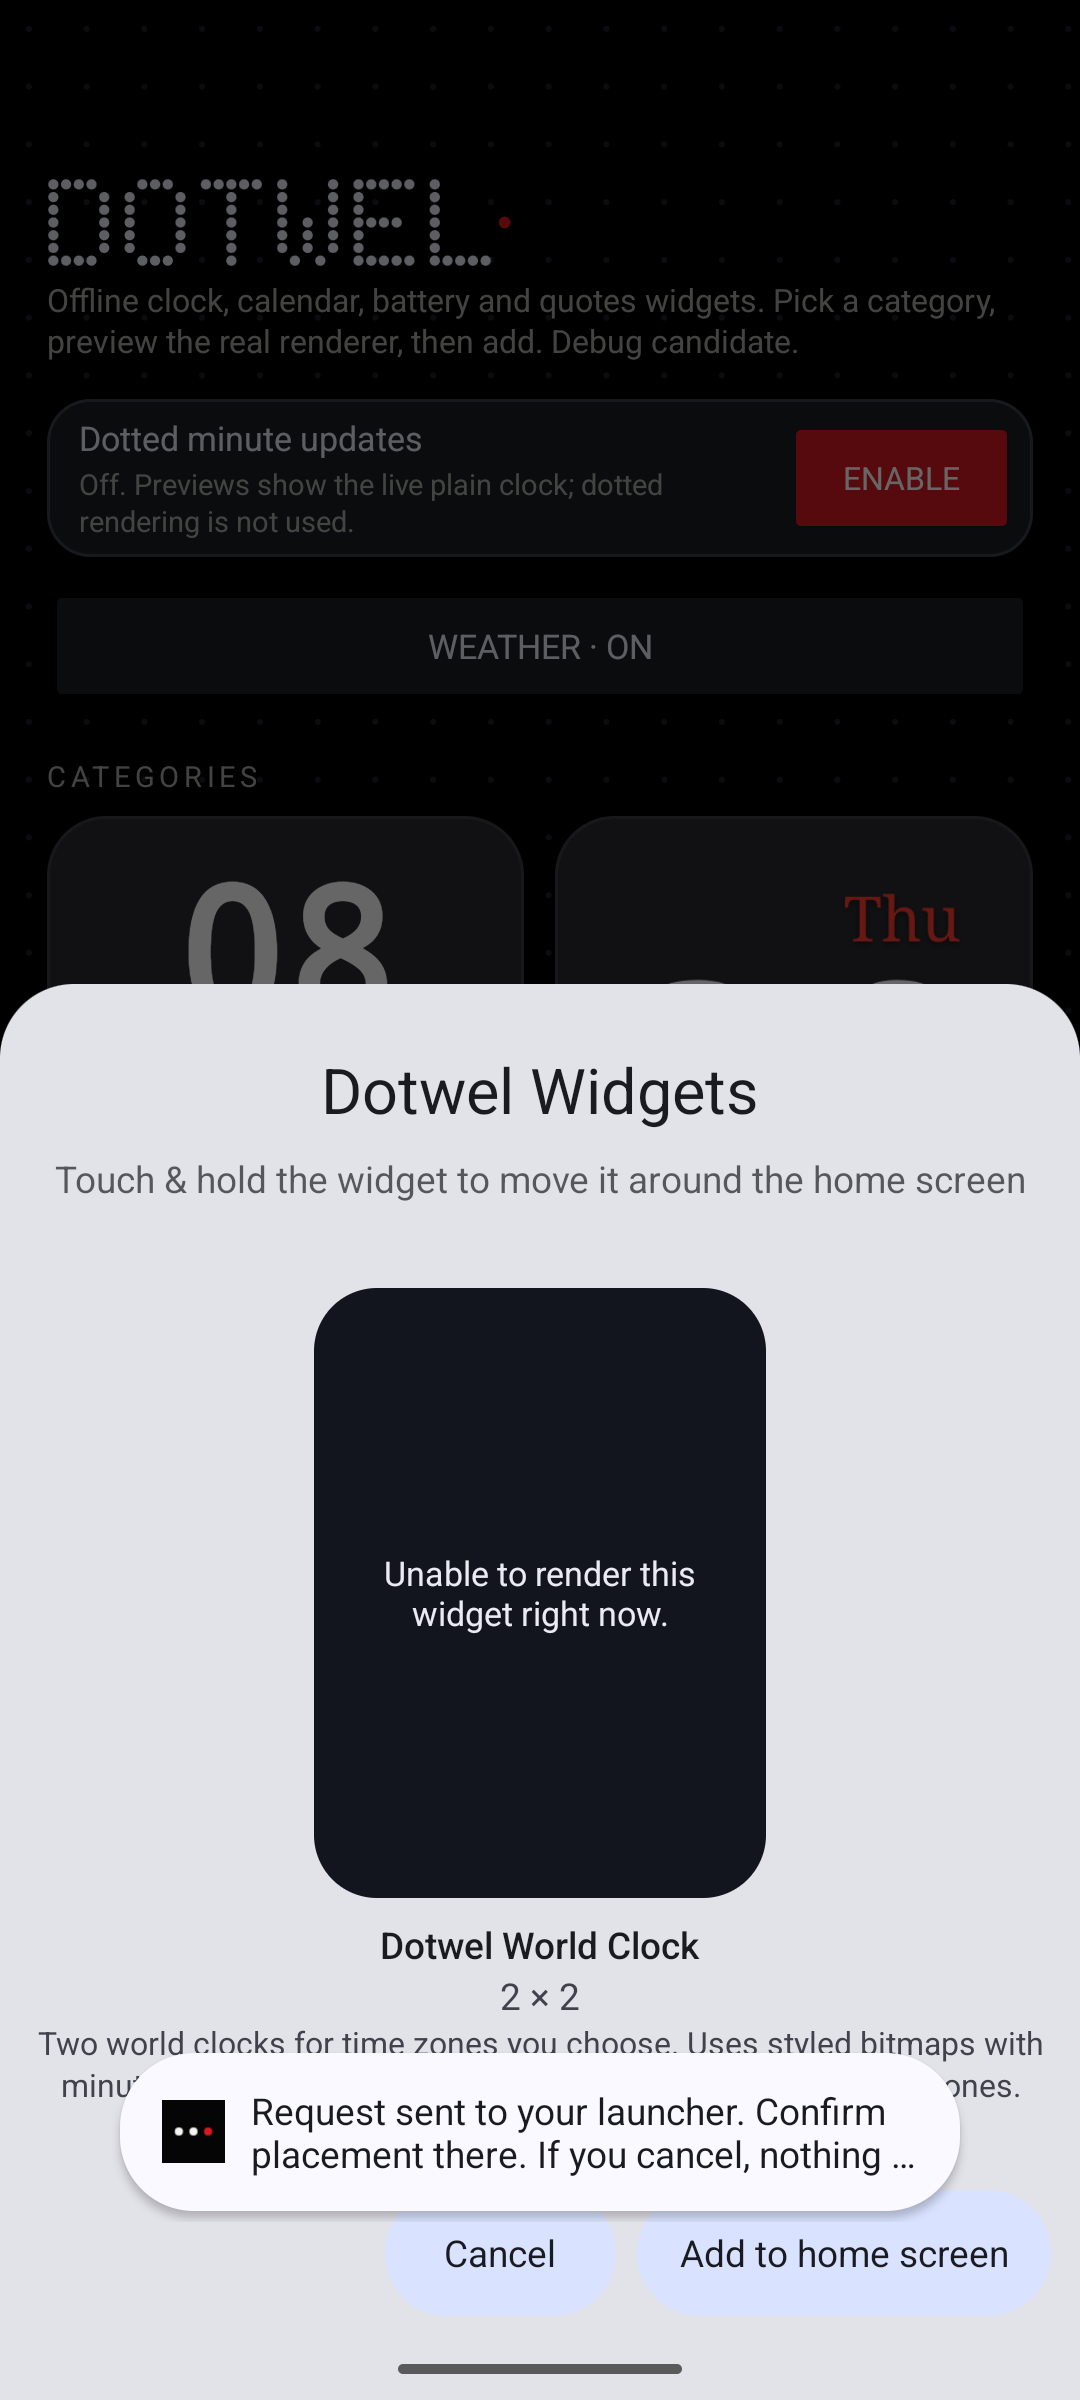 DOTWEL
Offline clock, calendar, battery and quotes widgets. Pick a category,
preview the real renderer, then add. Debug candidate.
Dotted minute updates
Off. Previews show the live plain clock; dotted
rendering is not used.
ENABLE
WEATHER · ON
CATEGORIES
08
Thu
Dotwel Widgets
Touch & hold the widget to move it around the home screen
Unable to render this
widget right now.
Dotwel World Clock
2 × 2
Two world clocks for time zones you choose. Uses styled bitmaps with
Request sent to your launcher. Confirm
placement there. If you cancel, nothing …
Cancel
Add to home screen